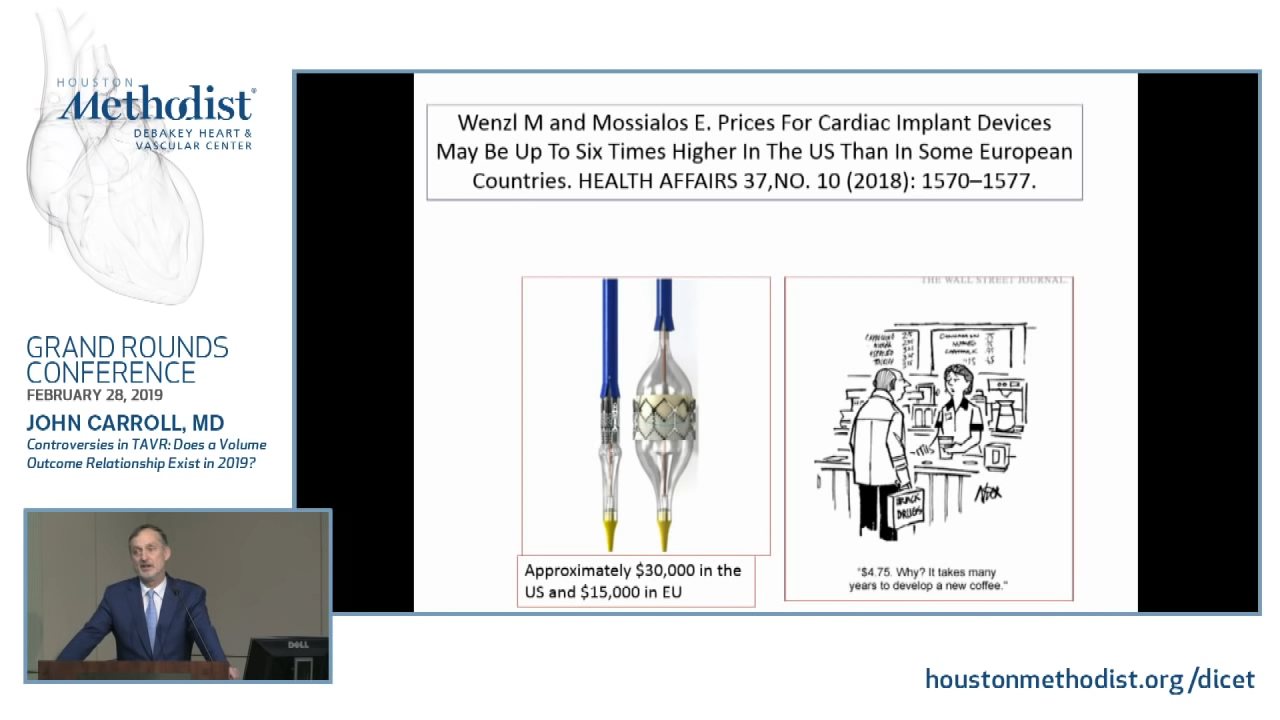 HOUSTON
Methodist®
DEBAKEY HEART &
VASCULAR CENTER
GRAND ROUNDS
CONFERENCE
FEBRUARY 28, 2019
JOHN CARROLL, MD
Controversies in TAVR: Does a Volume
Outcome Relationship Exist in 2019?
Wenzl M and Mossialos E. Prices For Cardiac Implant Devices
May Be Up To Six Times Higher In The US Than In Some European
Countries. HEALTH AFFAIRS 37,NO. 10 (2018): 1570–1577.
THE WALL STREET JOURNAL.
DRUGS
Approximately $30,000 in the
US and $15,000 in EU
"$4.75. Why? It takes many
years to develop a new coffee."
DELL
houstonmethodist.org/dicet